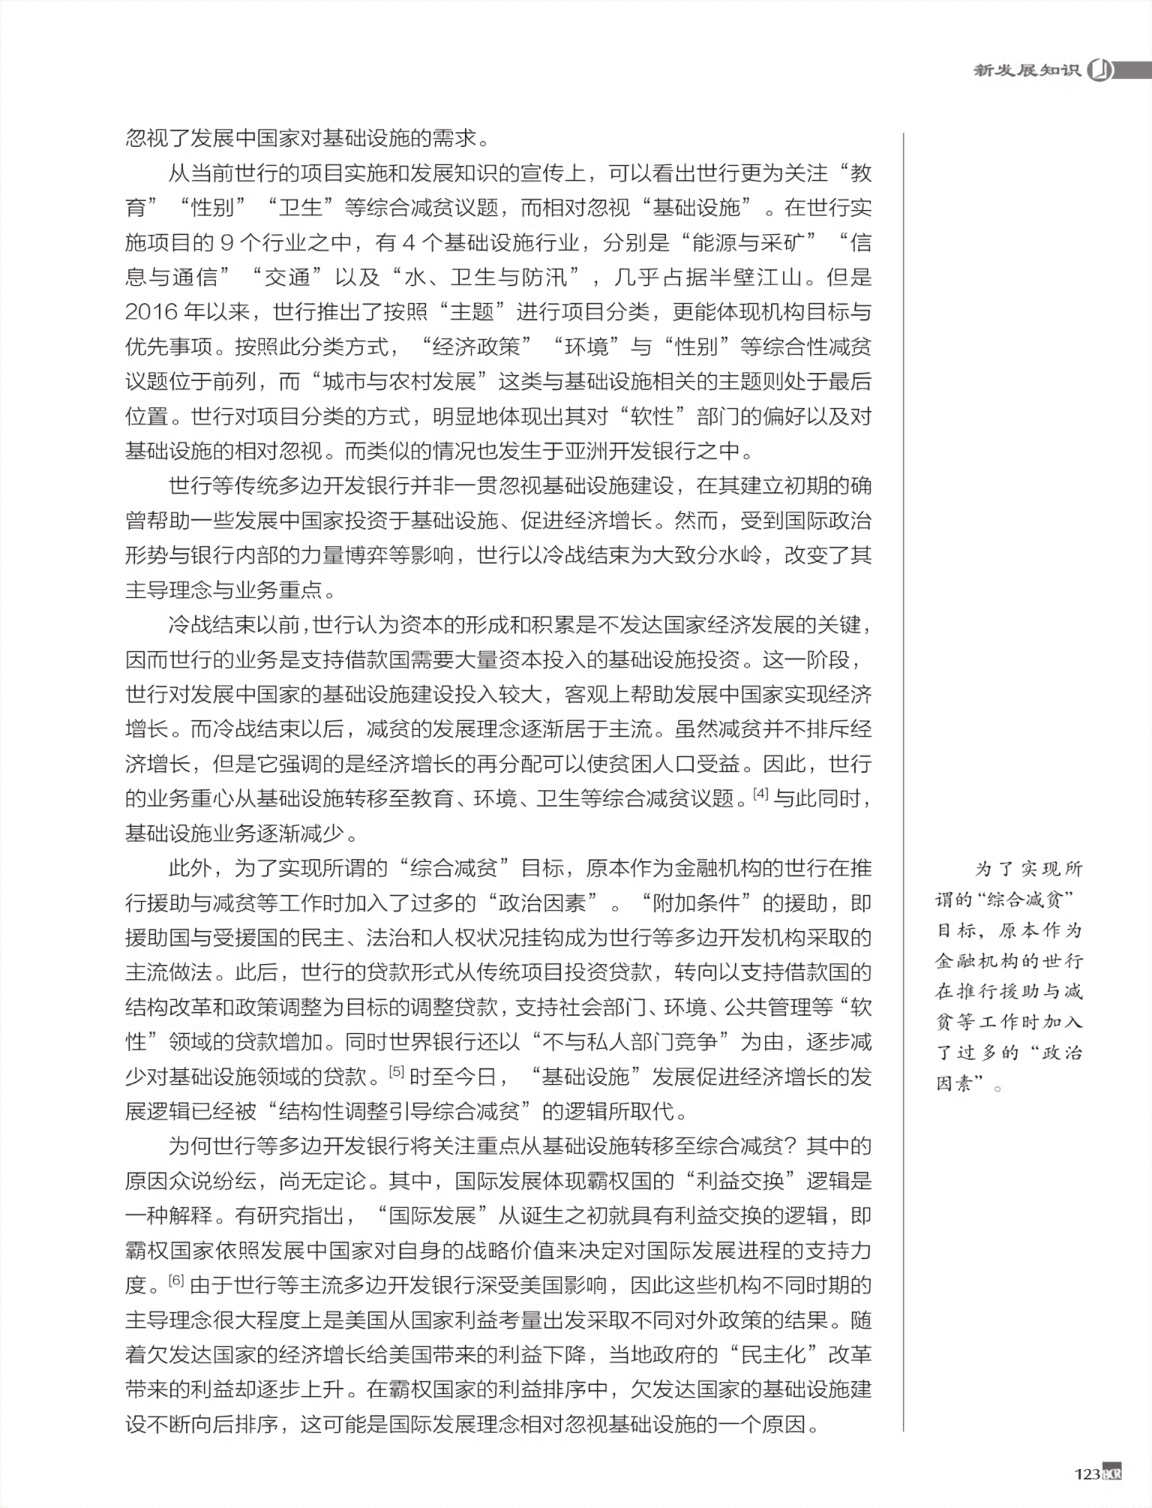 新发展知识
忽视了发展中国家对基础设施的需求。
从当前世行的项目实施和发展知识的宣传上，可以看出世行更为关注“教
育”“性别”“卫生”等综合减贫议题，而相对忽视“基础设施”。在世行实
施项目的 9 个行业之中，有 4 个基础设施行业，分别是“能源与采矿”“信
息与通信”“交通”以及“水、卫生与防汛”，几乎占据半壁江山。但是
2016 年以来，世行推出了按照“主题”进行项目分类，更能体现机构目标与
优先事项。按照此分类方式，“经济政策”“环境”与“性别”等综合性减贫
议题位于前列，而“城市与农村发展”这类与基础设施相关的主题则处于最后
位置。世行对项目分类的方式，明显地体现出其对“软性”部门的偏好以及对
基础设施的相对忽视。而类似的情况也发生于亚洲开发银行之中。
世行等传统多边开发银行并非一贯忽视基础设施建设，在其建立初期的确
曾帮助一些发展中国家投资于基础设施、促进经济增长。然而，受到国际政治
形势与银行内部的力量博弈等影响，世行以冷战结束为大致分水岭，改变了其
主导理念与业务重点。
冷战结束以前，世行认为资本的形成和积累是不发达国家经济发展的关键，
因而世行的业务是支持借款国需要大量资本投入的基础设施投资。这一阶段，
世行对发展中国家的基础设施建设投入较大，客观上帮助发展中国家实现经济
增长。而冷战结束以后，减贫的发展理念逐渐居于主流。虽然减贫并不排斥经
济增长，但是它强调的是经济增长的再分配可以使贫困人口受益。因此，世行
的业务重心从基础设施转移至教育、环境、卫生等综合减贫议题。[4] 与此同时，
基础设施业务逐渐减少。
此外，为了实现所谓的“综合减贫”目标，原本作为金融机构的世行在推
行援助与减贫等工作时加入了过多的“政治因素”。“附加条件”的援助，即
援助国与受援国的民主、法治和人权状况挂钩成为世行等多边开发机构采取的
主流做法。此后，世行的贷款形式从传统项目投资贷款，转向以支持借款国的
结构改革和政策调整为目标的调整贷款，支持社会部门、环境、公共管理等“软
性”领域的贷款增加。同时世界银行还以“不与私人部门竞争”为由，逐步减
少对基础设施领域的贷款。[5] 时至今日，“基础设施”发展促进经济增长的发
展逻辑已经被“结构性调整引导综合减贫”的逻辑所取代。
为何世行等多边开发银行将关注重点从基础设施转移至综合减贫？其中的
原因众说纷纭，尚无定论。其中，国际发展体现霸权国的“利益交换”逻辑是
一种解释。有研究指出，“国际发展”从诞生之初就具有利益交换的逻辑，即
霸权国家依照发展中国家对自身的战略价值来决定对国际发展进程的支持力
度。[6] 由于世行等主流多边开发银行深受美国影响，因此这些机构不同时期的
主导理念很大程度上是美国从国家利益考量出发采取不同对外政策的结果。随
着欠发达国家的经济增长给美国带来的利益下降，当地政府的“民主化”改革
带来的利益却逐步上升。在霸权国家的利益排序中，欠发达国家的基础设施建
设不断向后排序，这可能是国际发展理念相对忽视基础设施的一个原因。
为了实现所
谓的“综合减贫”
目标，原本作为
金融机构的世行
在推行援助与减
贫等工作时加入
了过多的“政治
因素”。
123